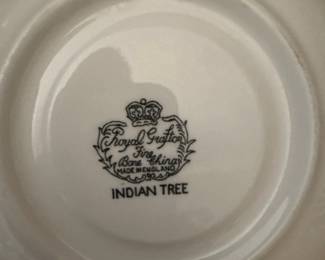 Royal Grafton
Fine
Bone China
MADE IN ENGLAND
INDIAN TREE